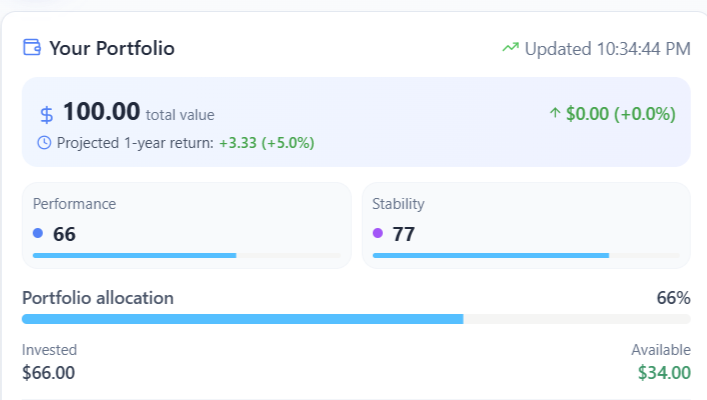 Your Portfolio
Updated 10:34:44 PM
$ 100.00 total value
↑ $0.00 (+0.0%)
Projected 1-year return: +3.33 (+5.0%)
Performance
66
Stability
77
Portfolio allocation
66%
Invested
Available
$66.00
$34.00